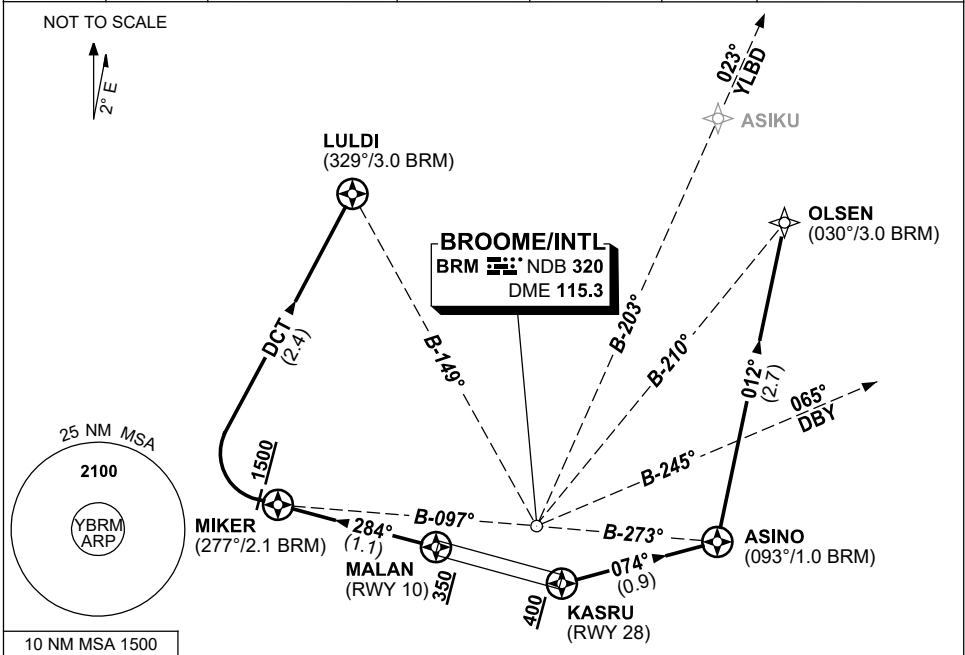 NOT TO SCALE
2° E
023°
YLBD
ASIKU
LULDI
(329°/3.0 BRM)
OLSEN
(030°/3.0 BRM)
BROOME/INTL
BRM NDB 320
DME 115.3
DCT
(2.4)
B-149°
B-203°
B-210°
012°
(2.7)
065°
DBY
B-245°
25 NM MSA
2100
YBRM
ARP
1500
MIKER
(277°/2.1 BRM)
B-097°
284°
(1.1)
B-273°
ASINO
(093°/1.0 BRM)
MALAN
(RWY 10)
350
074°
(0.9)
400
KASRU
(RWY 28)
10 NM MSA 1500